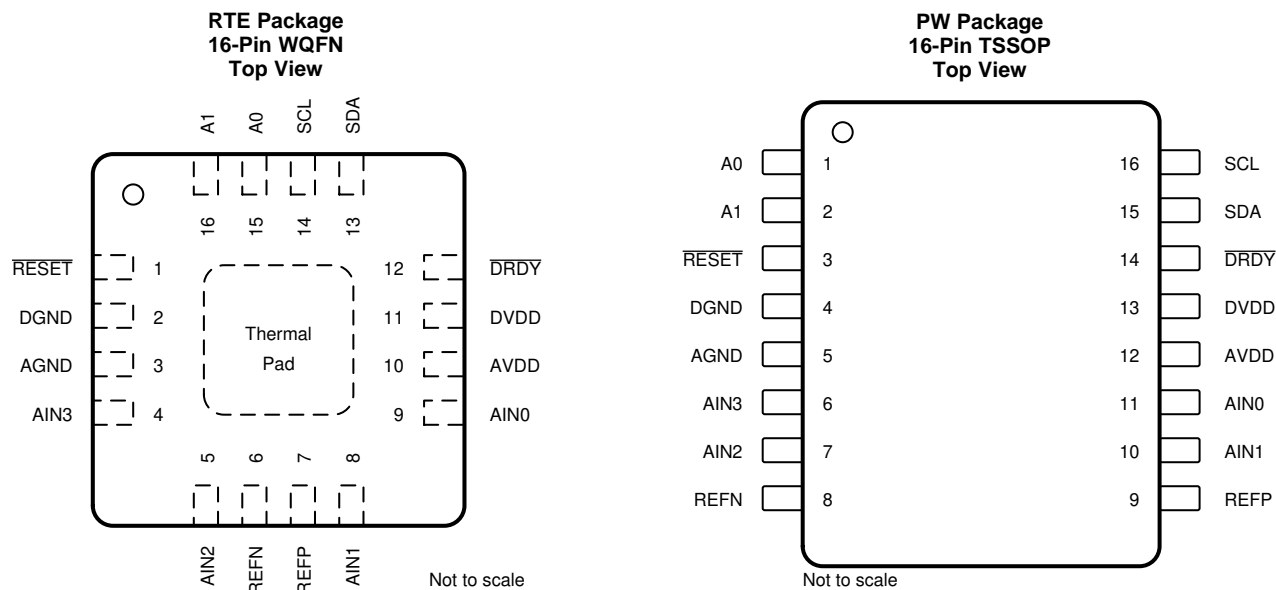 RTE Package
16-Pin WQFN
Top View
A1
A0
SCL
SDA
16
15
14
13
RESET 1
12 DRDY
DGND 2
11 DVDD
AGND 3
10 AVDD
AIN3 4
9 AIN0
Thermal
Pad
5
6
7
8
AIN2
REFN
REFP
AIN1
Not to scale
PW Package
16-Pin TSSOP
Top View
A0 1 16 SCL
A1 2 15 SDA
RESET 3 14 DRDY
DGND 4 13 DVDD
AGND 5 12 AVDD
AIN3 6 11 AIN0
AIN2 7 10 AIN1
REFN 8 9 REFP
Not to scale